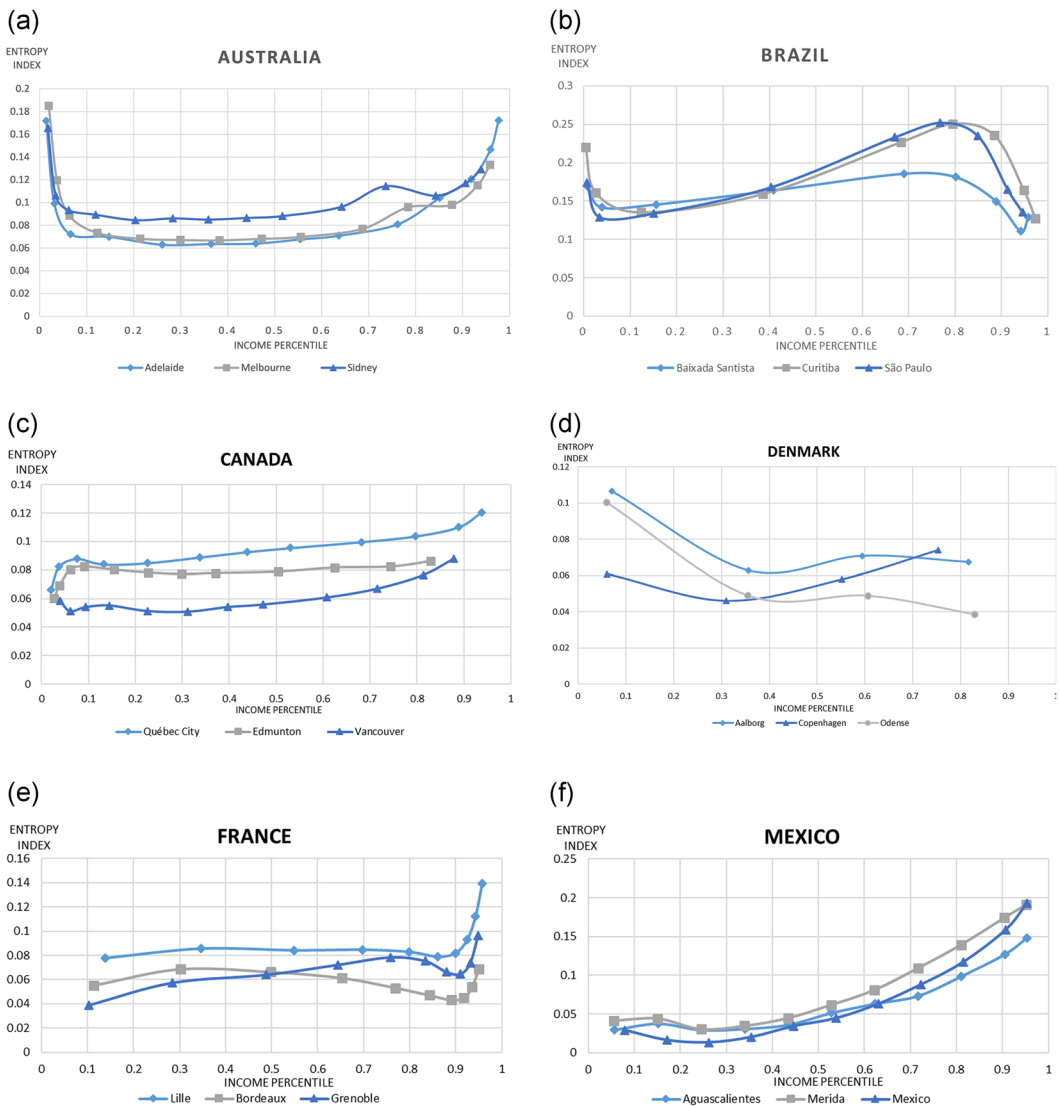 (a)
ENTROPY
INDEX
AUSTRALIA
0.2
0.18
0.16
0.14
0.12
0.1
0.08
0.06
0.04
0.02
0
0 0.1 0.2 0.3 0.4 0.5 0.6 0.7 0.8 0.9 1
INCOME PERCENTILE
Adelaide Melbourne Sidney
(b)
ENTROPY
INDEX
BRAZIL
0.3
0.25
0.2
0.15
0.1
0.05
0
0 0.1 0.2 0.3 0.4 0.5 0.6 0.7 0.8 0.9 1
INCOME PERCENTILE
Baixada Santista Curitiba São Paulo
(c)
ENTROPY
INDEX
CANADA
0.14
0.12
0.1
0.08
0.06
0.04
0.02
0
0 0.1 0.2 0.3 0.4 0.5 0.6 0.7 0.8 0.9 1
INCOME PERCENTILE
Québec City Edmunton Vancouver
(d)
ENTROPY
INDEX
DENMARK
0.12
0.1
0.08
0.06
0.04
0.02
0
0 0.1 0.2 0.3 0.4 0.5 0.6 0.7 0.8 0.9 1
INCOME PERCENTILE
Aalborg Copenhagen Odense
(e)
ENTROPY
INDEX
FRANCE
0.16
0.14
0.12
0.1
0.08
0.06
0.04
0.02
0
0 0.1 0.2 0.3 0.4 0.5 0.6 0.7 0.8 0.9 1
INCOME PERCENTILE
Lille Bordeaux Grenoble
(f)
ENTROPY
INDEX
MEXICO
0.25
0.2
0.15
0.1
0.05
0
0 0.1 0.2 0.3 0.4 0.5 0.6 0.7 0.8 0.9 1
INCOME PERCENTILE
Aguascalientes Merida Mexico